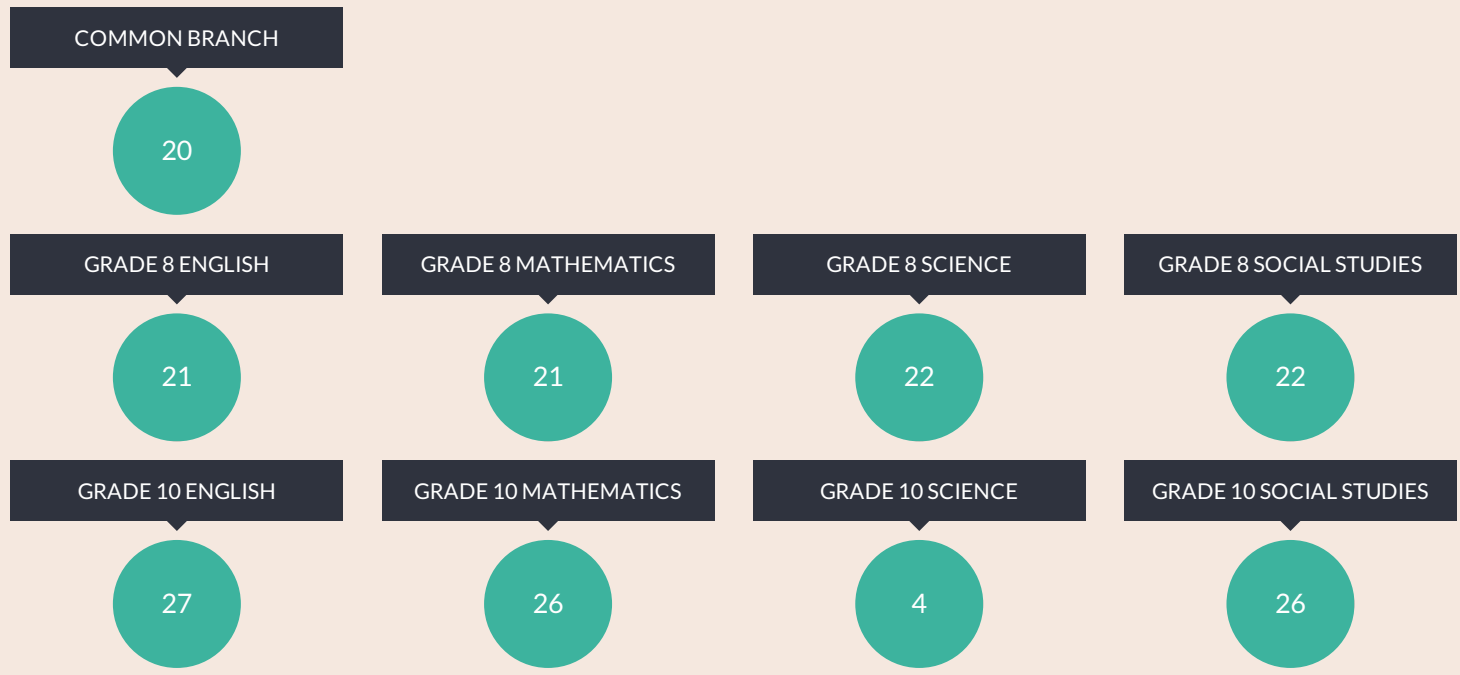 COMMON BRANCH
20
GRADE 8 ENGLISH
GRADE 8 MATHEMATICS
GRADE 8 SCIENCE
GRADE 8 SOCIAL STUDIES
21
21
22
22
GRADE 10 ENGLISH
GRADE 10 MATHEMATICS
GRADE 10 SCIENCE
GRADE 10 SOCIAL STUDIES
27
26
4
26